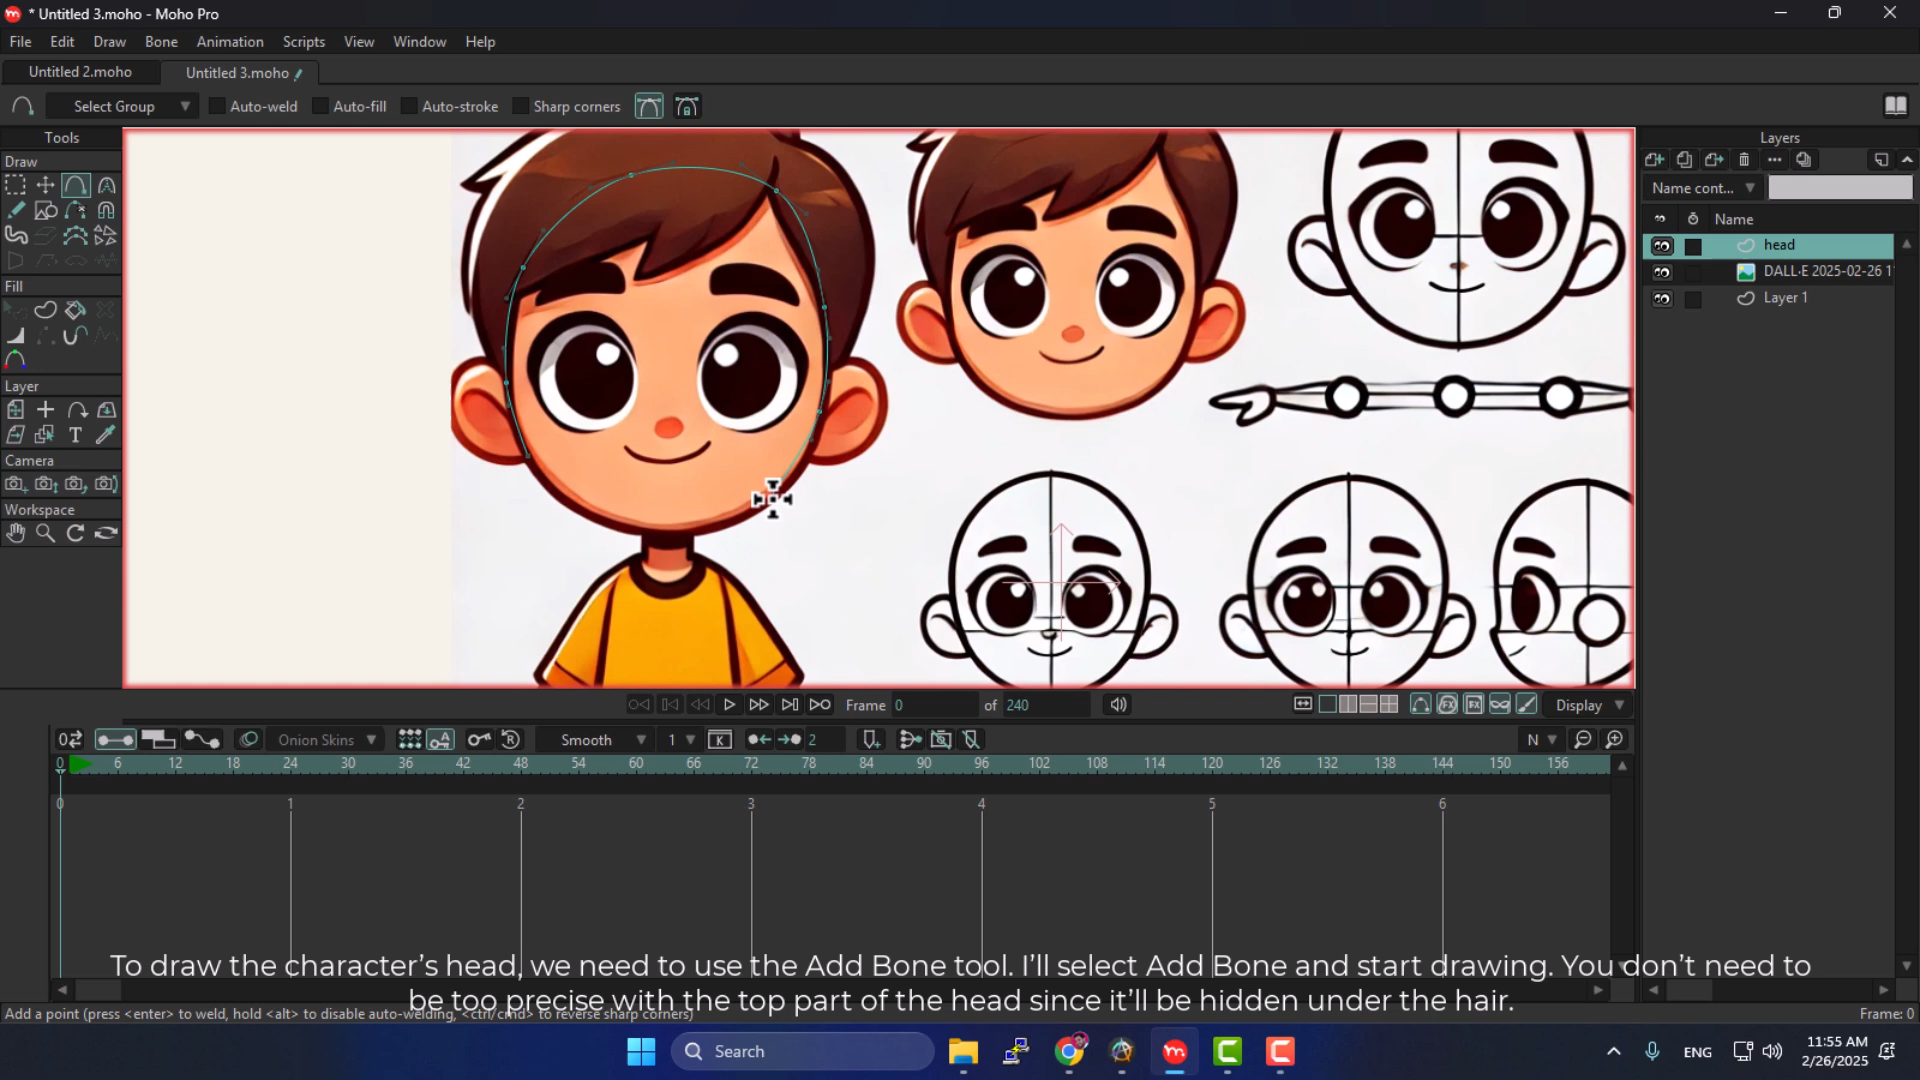 * Untitled 3.moho - Moho Pro
File Edit Draw Bone Animation Scripts View Window Help
Untitled 2.moho Untitled 3.moho
Select Group Auto-weld Auto-fill Auto-stroke Sharp corners
Tools
Draw
Fill
Layer
Camera
Workspace
Layers
Name cont...
Name
head
DALL·E 2025-02-26 1
Layer 1
Frame 0 of 240
Display
Onion Skins Smooth 1 2 N
0 6 12 18 24 30 36 42 48 54 60 66 72 78 84 90 96 102 108 114 120 126 132 138 144 150 156
0 1 2 3 4 5 6
To draw the character's head, we need to use the Add Bone tool. I'll select Add Bone and start drawing. You don't need to
be too precise with the top part of the head since it'll be hidden under the hair.
Add a point (press <enter> to weld, hold <alt> to disable auto-welding, <ctrl/cmd> to reverse sharp corners)
Frame: 0
Search
ENG
11:55 AM
2/26/2025